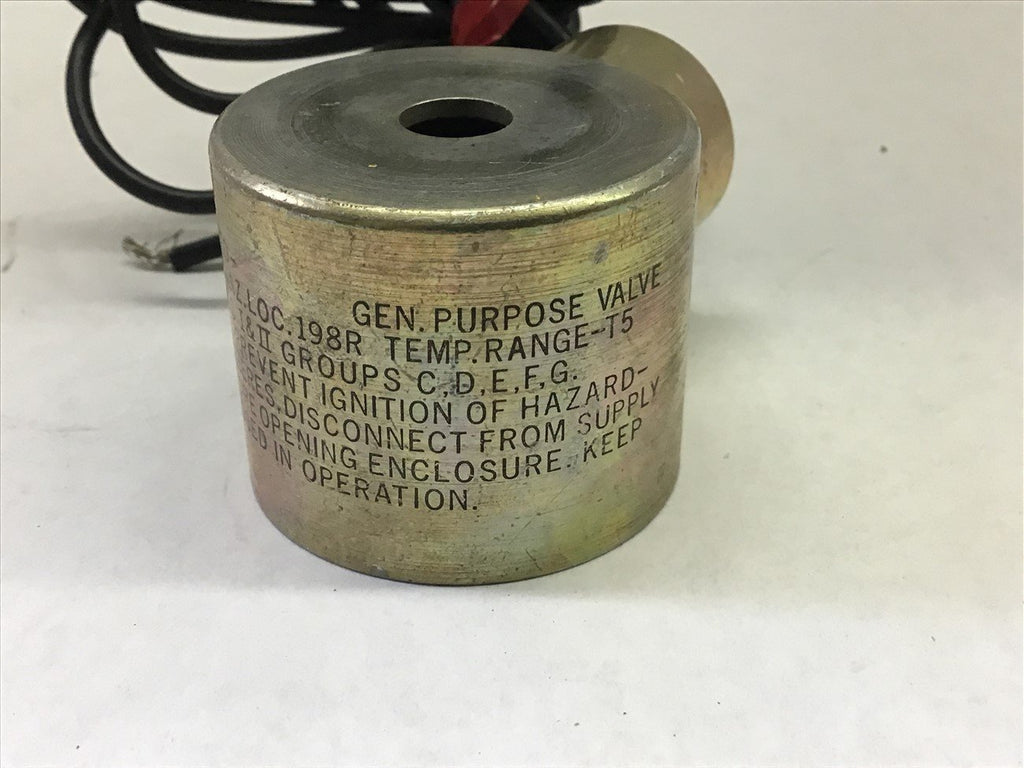 GEN. PURPOSE VALVE
Z.LOC. 198R TEMP. RANGE-T5
I&II GROUPS C,D,E,F,G.
EVENT IGNITION OF HAZARD-
ES, DISCONNECT FROM SUPPLY
E OPENING ENCLOSURE. KEEP
ED IN OPERATION.